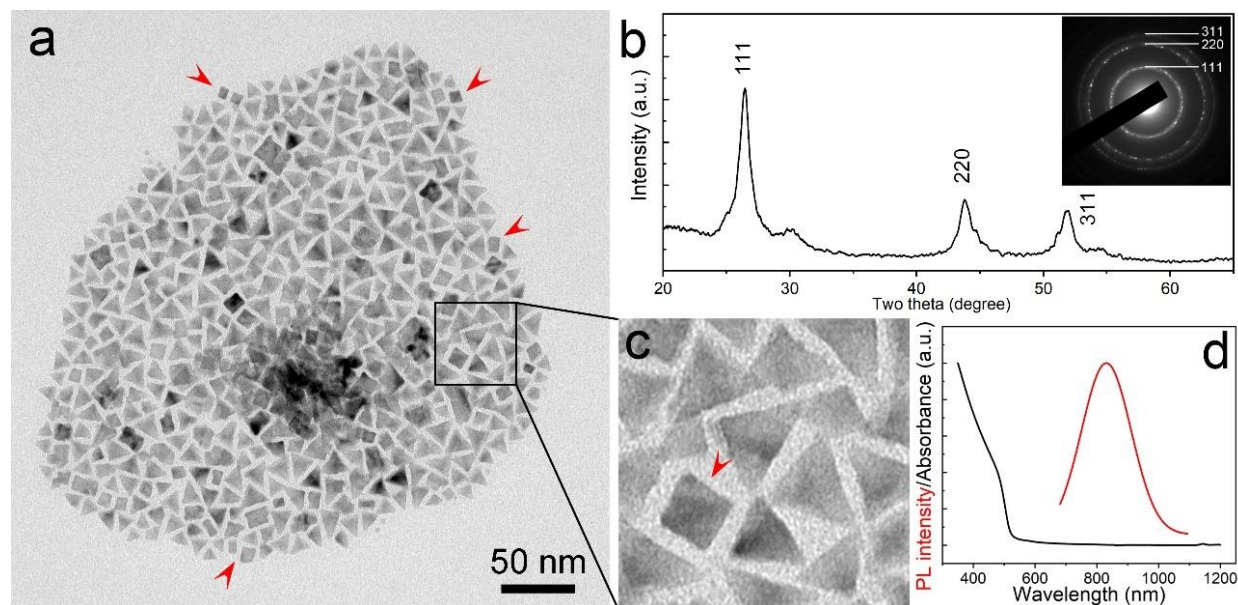 a
50 nm
b
Intensity (a.u.)
111
220
311
311
220
111
20
30
40
50
60
Two theta (degree)
c
d
PL intensity/Absorbance (a.u.)
400
600
800
1000
1200
Wavelength (nm)